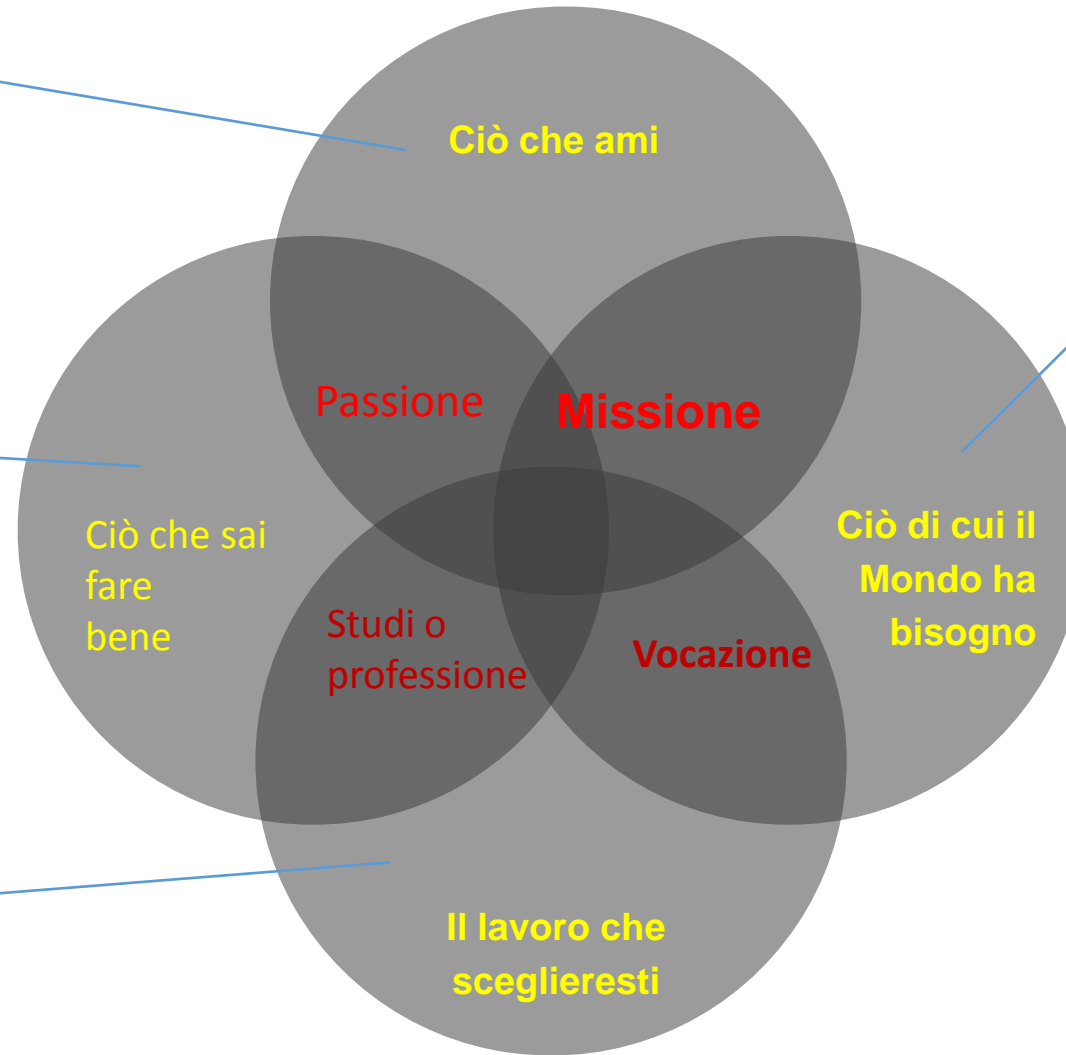 Ciò che ami
Passione
Missione
Ciò che sai
fare
bene
Ciò di cui il
Mondo ha
bisogno
Studi o
professione
Vocazione
Il lavoro che
sceglieresti